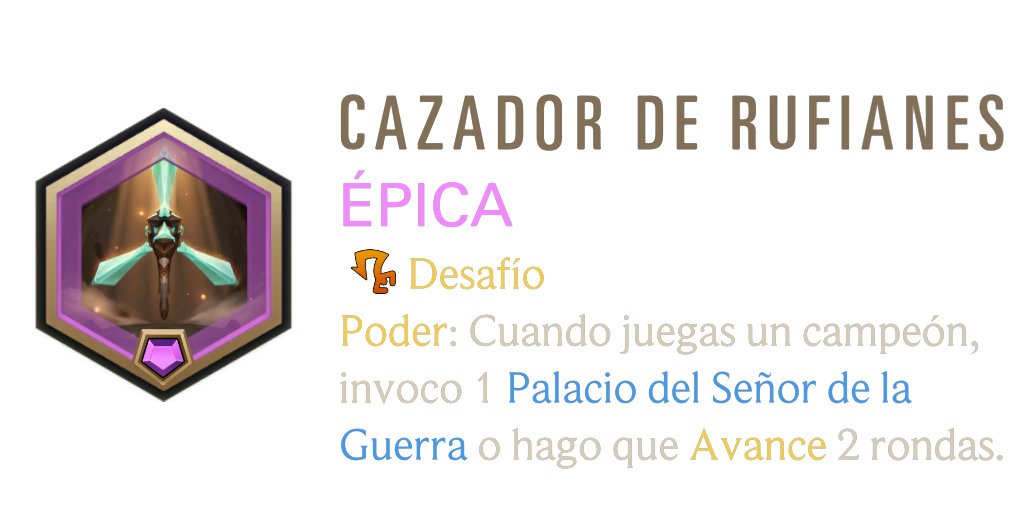 CAZADOR DE RUFIANES
ÉPICA
Desafío
Poder: Cuando juegas un campeón,
invoco 1 Palacio del Señor de la
Guerra o hago que Avance 2 rondas.